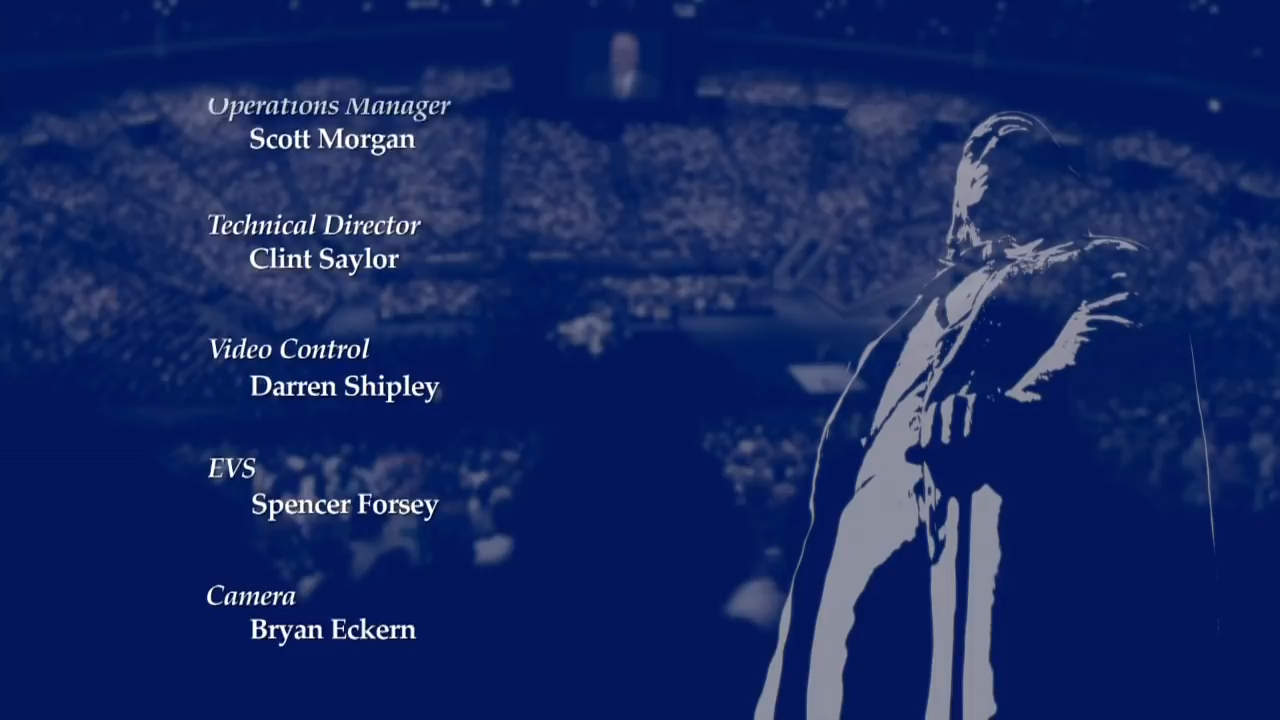 Operations Manager
Scott Morgan
Technical Director
Clint Saylor
Video Control
Darren Shipley
EVS
Spencer Forsey
Camera
Bryan Eckern